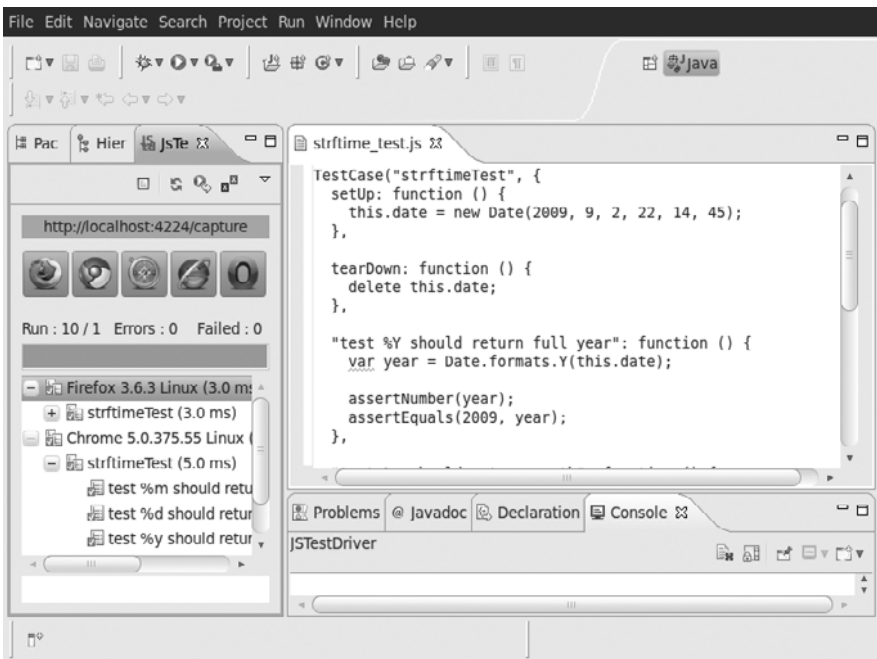 File Edit Navigate Search Project Run Window Help
Java
Pac Hier JsTe
http://localhost:4224/capture
Run : 10 / 1 Errors : 0 Failed : 0
Firefox 3.6.3 Linux (3.0 ms
strftimeTest (3.0 ms)
Chrome 5.0.375.55 Linux (
strftimeTest (5.0 ms)
test %m should retu
test %d should retur
test %y should retur
strftime_test.js
TestCase("strftimeTest", {
setUp: function () {
this.date = new Date(2009, 9, 2, 22, 14, 45);
},
tearDown: function () {
delete this.date;
},
"test %Y should return full year": function () {
var year = Date.formats.Y(this.date);
assertNumber(year);
assertEquals(2009, year);
},
Problems @ Javadoc Declaration Console
JSTestDriver